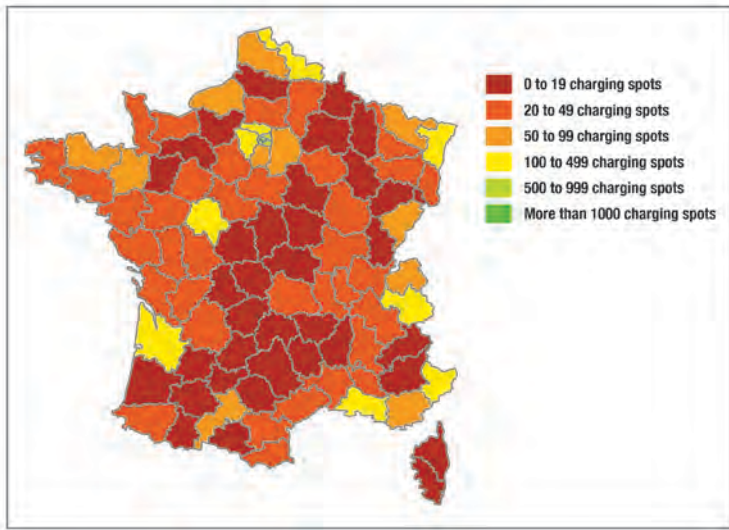 0 to 19 charging spots
20 to 49 charging spots
50 to 99 charging spots
100 to 499 charging spots
500 to 999 charging spots
More than 1000 charging spots